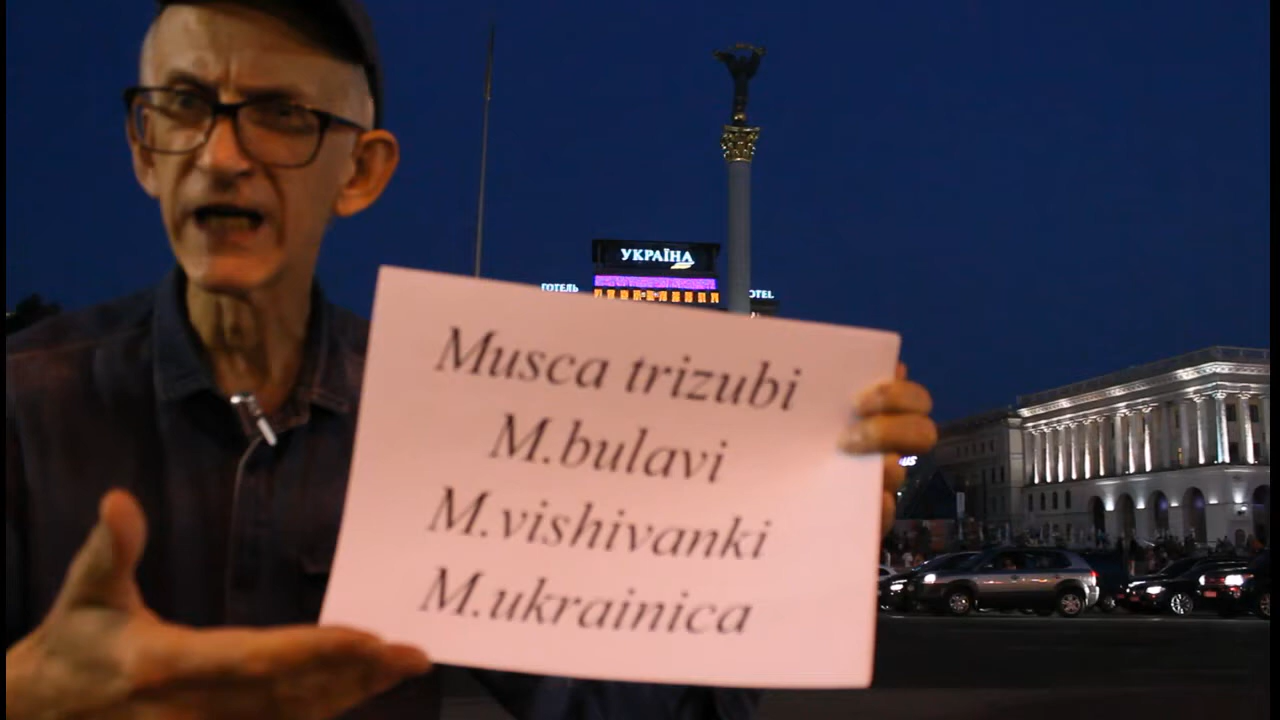 УКРАЇНА
ГОТЕЛЬ
OTEL
Musca trizubi
M.bulavi
M.vishivanki
M.ukrainica